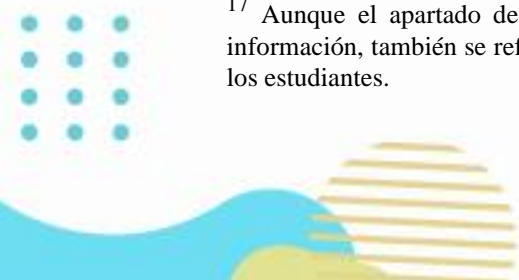 17 Aunque el apartado de
información, también se ref
los estudiantes.